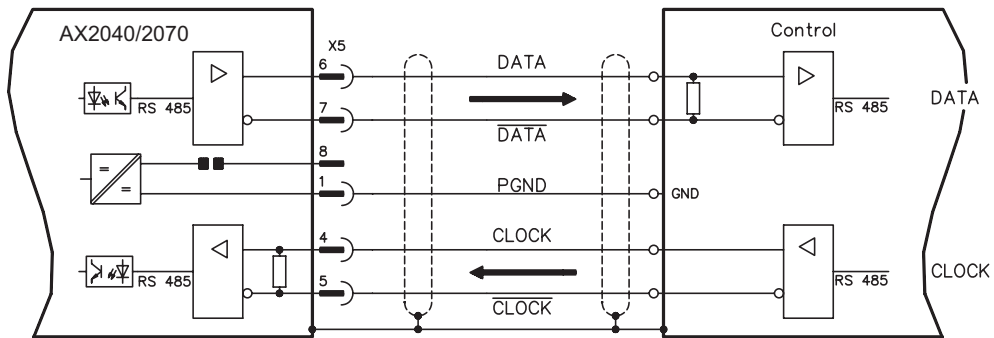 AX2040/2070
Control
X5
6
DATA
RS 485
RS 485
DATA
7
DATA
8
1
PGND
GND
4
CLOCK
RS 485
RS 485
CLOCK
5
CLOCK